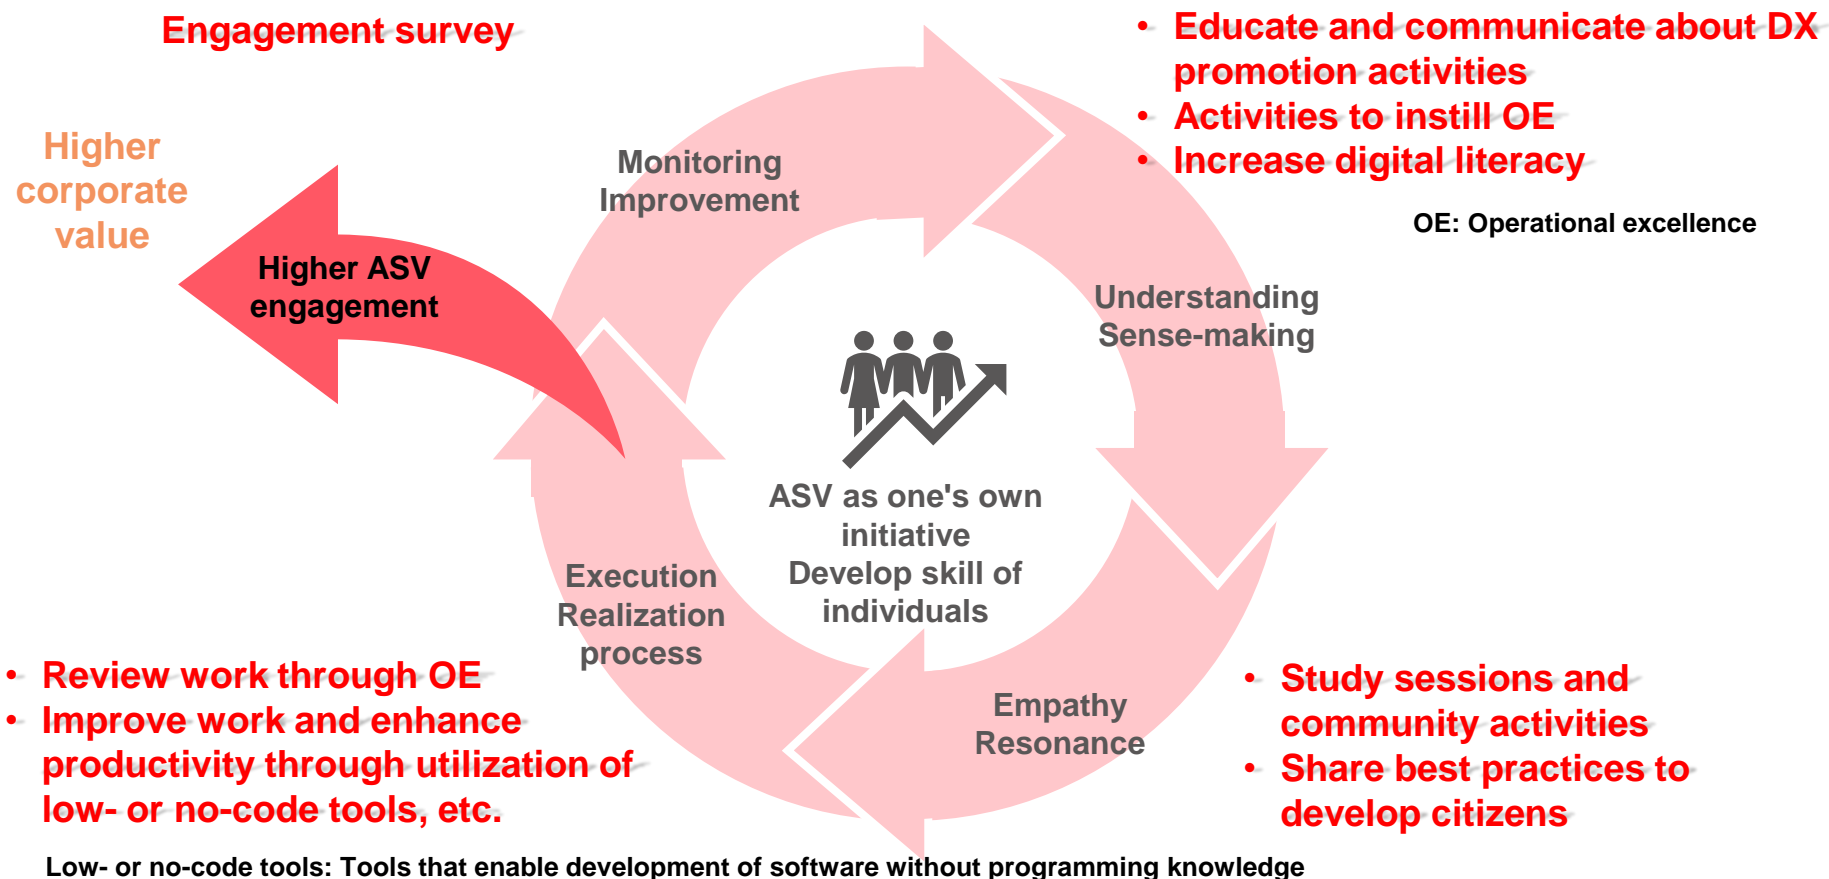 Engagement survey
• Educate and communicate about DX
promotion activities
• Activities to instill OE
• Increase digital literacy
OE: Operational excellence
Higher
corporate
value
Higher ASV
engagement
Monitoring
Improvement
Understanding
Sense-making
ASV as one's own
initiative
Develop skill of
individuals
Execution
Realization
process
Empathy
Resonance
• Review work through OE
• Improve work and enhance
productivity through utilization of
low- or no-code tools, etc.
• Study sessions and
community activities
• Share best practices to
develop citizens
Low- or no-code tools: Tools that enable development of software without programming knowledge